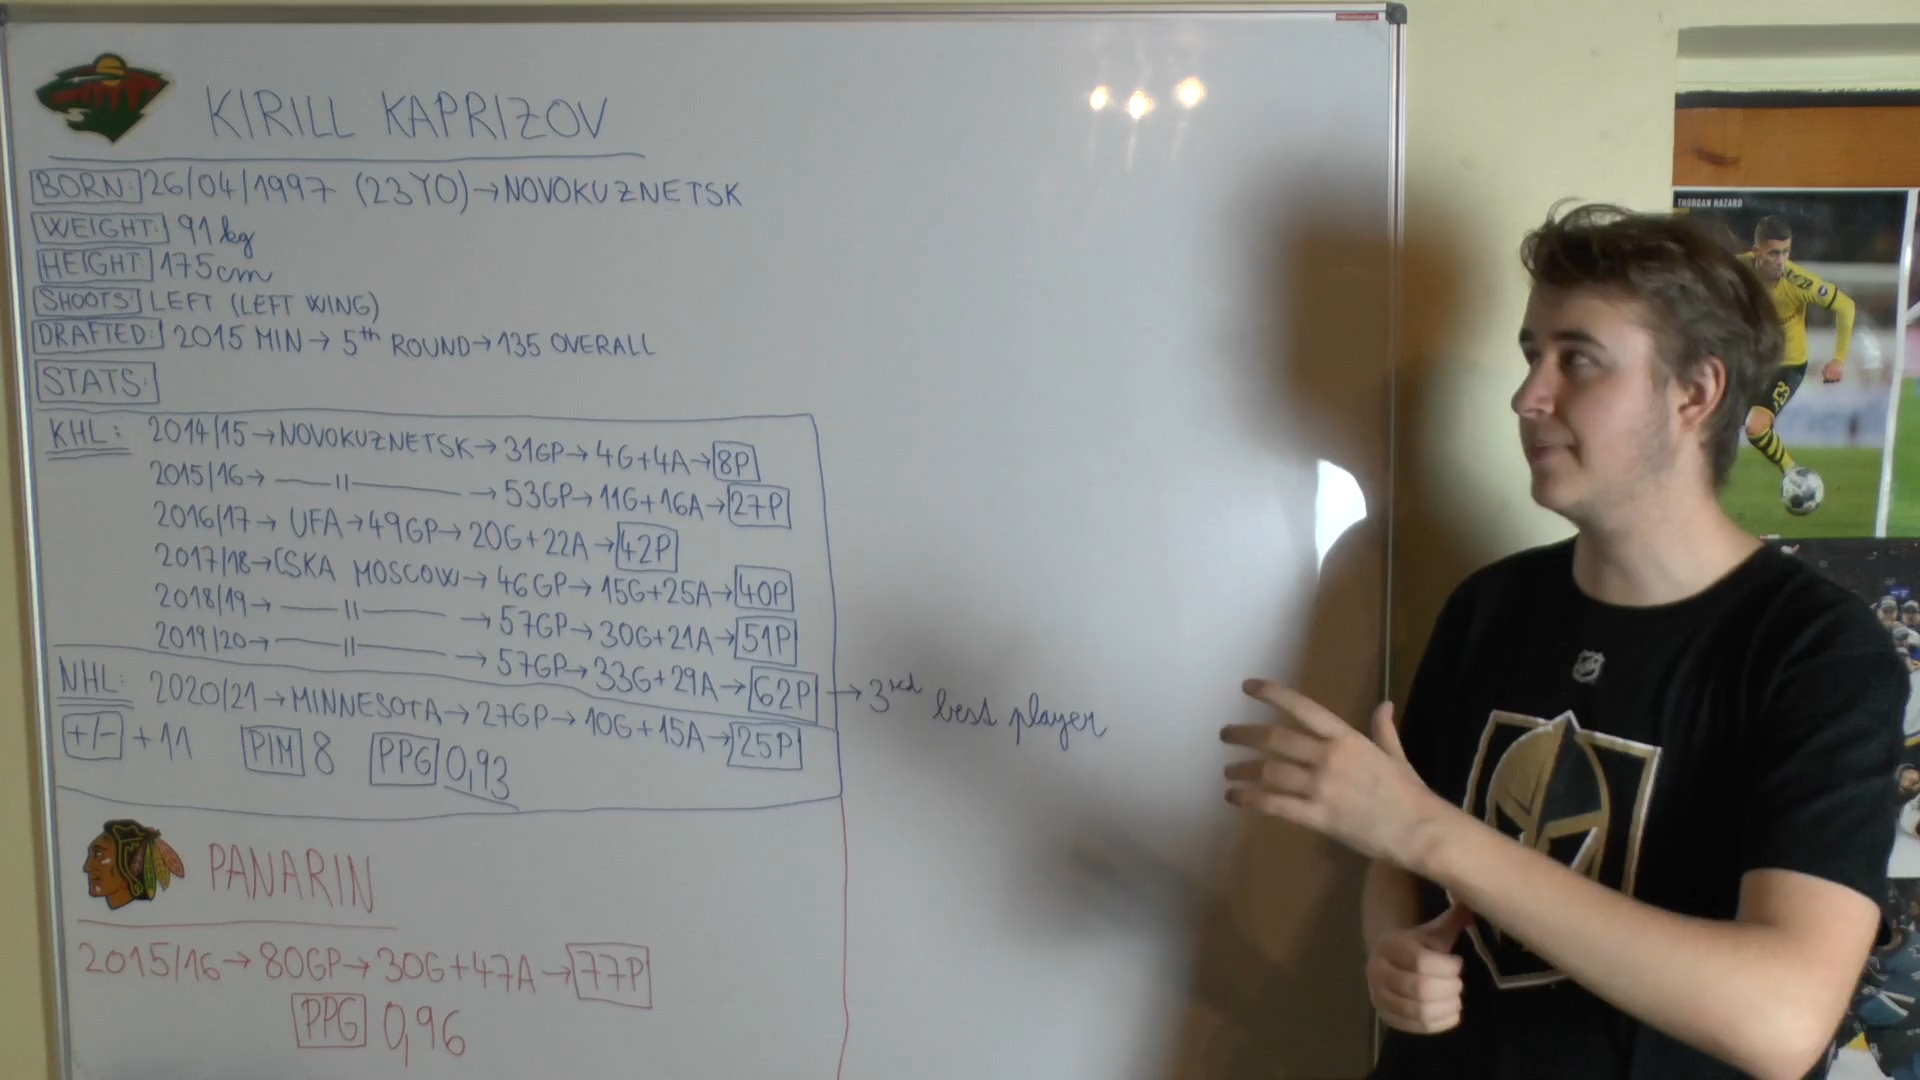 KIRILL KAPRIZOV
BORN: 26/04/1997 (23YO)→NOVOKUZNETSK
WEIGHT: 91 kg
HEIGHT: 175cm
SHOOTS: LEFT (LEFT WING)
DRAFTED: 2015 MIN→5th ROUND→135 OVERALL
STATS:
KHL: 2014/15→NOVOKUZNETSK→31GP→4G+4A→8P
2015/16→ —— 11 —— →53GP→11G+16A→27P
2016/17→ UFA→49GP→20G+22A→42P
2017/18→CSKA MOSCOW→46GP→15G+25A→40P
2018/19→ —— 11 —— →57GP→30G+21A→51P
2019/20→ —— 11 —— →57GP→33G+29A→62P →3rd best player
NHL: 2020/21→MINNESOTA→27GP→10G+15A→25P
+/- +11 PIM 8 PPG 0,93
PANARIN
2015/16→80GP→30G+47A→77P
PPG 0,96
THORGAN HAZARD
23